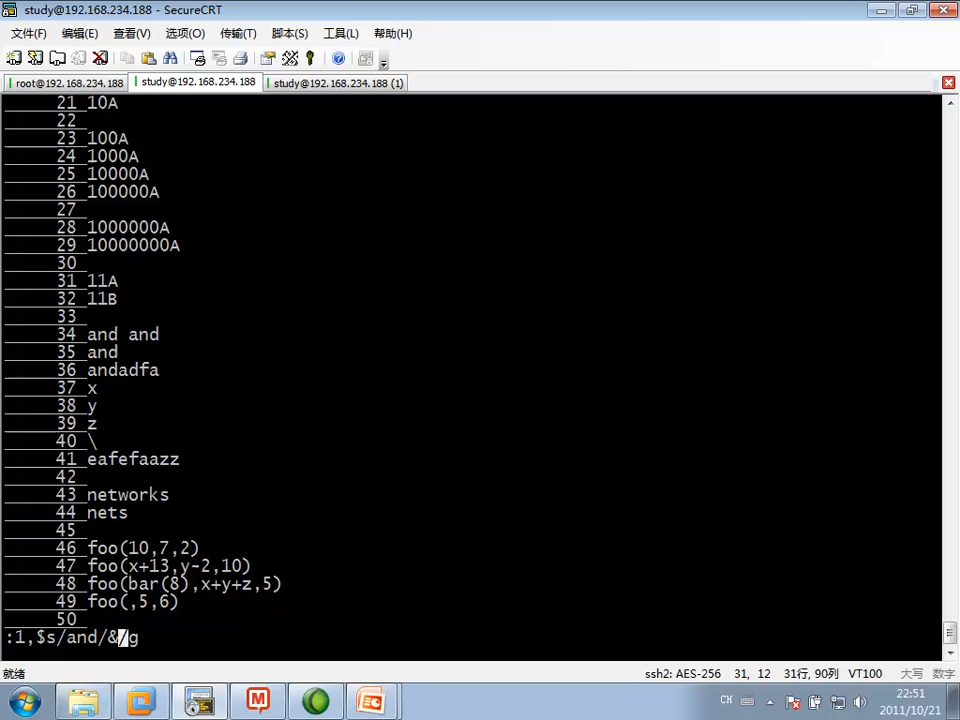 study@192.168.234.188 - SecureCRT
文件(F) 编辑(E) 查看(V) 选项(O) 传输(T) 脚本(S) 工具(L) 帮助(H)
root@192.168.234.188 study@192.168.234.188 study@192.168.234.188 (1)
21 10A
22
23 100A
24 1000A
25 10000A
26 100000A
27
28 1000000A
29 10000000A
30
31 11A
32 11B
33
34 and and
35 and
36 andadfa
37 x
38 y
39 z
40 \
41 eafefaazz
42
43 networks
44 nets
45
46 foo(10,7,2)
47 foo(x+13,y-2,10)
48 foo(bar(8),x+y+z,5)
49 foo(,5,6)
50
:1,$s/and/&/g
就绪 ssh2: AES-256 31, 12 31行, 90列 VT100 大写 数字
CH 22:51
2011/10/21